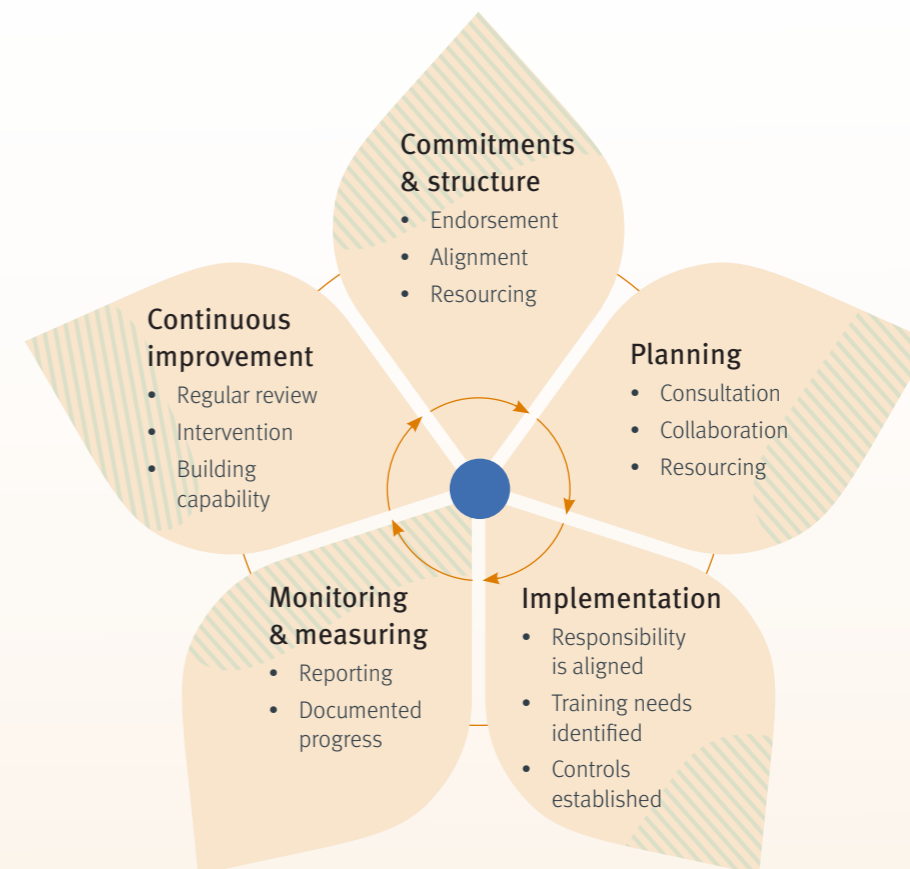 Commitments
& structure
• Endorsement
• Alignment
• Resourcing
Planning
• Consultation
• Collaboration
• Resourcing
Implementation
• Responsibility
is aligned
• Training needs
identified
• Controls
established
Monitoring
& measuring
• Reporting
• Documented
progress
Continuous
improvement
• Regular review
• Intervention
• Building
capability